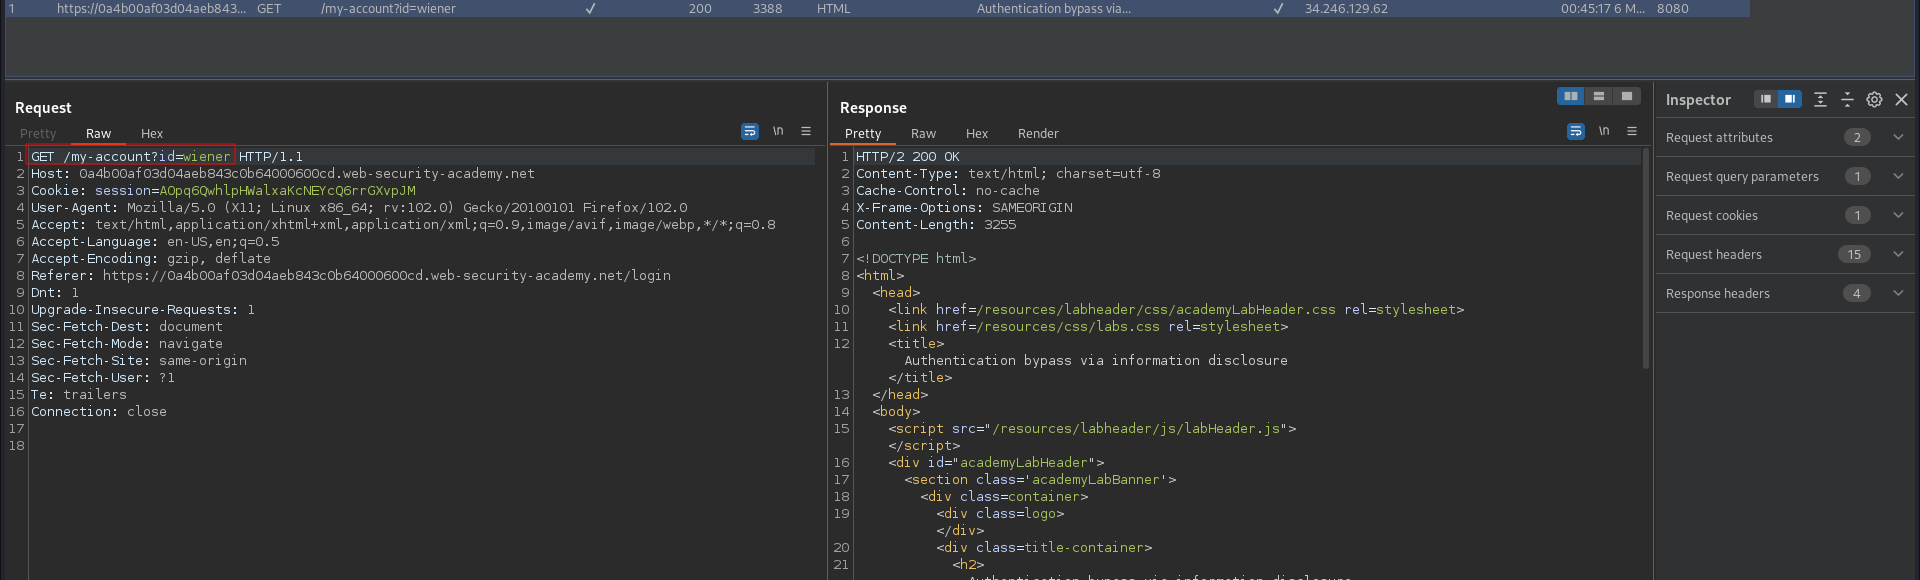 1 https://0a4b00af03d04aeb843... GET /my-account?id=wiener ✓ 200 3388 HTML Authentication bypass via... ✓ 34.246.129.62 00:45:17 6 M... 8080
Request
Pretty Raw Hex \n
1 GET /my-account?id=wiener HTTP/1.1
2 Host: 0a4b00af03d04aeb843c0b64000600cd.web-security-academy.net
3 Cookie: session=AOpq6QwhlpHWalxaKcNEYcQ6rrGXvpJM
4 User-Agent: Mozilla/5.0 (X11; Linux x86_64; rv:102.0) Gecko/20100101 Firefox/102.0
5 Accept: text/html,application/xhtml+xml,application/xml;q=0.9,image/avif,image/webp,*/*;q=0.8
6 Accept-Language: en-US,en;q=0.5
7 Accept-Encoding: gzip, deflate
8 Referer: https://0a4b00af03d04aeb843c0b64000600cd.web-security-academy.net/login
9 Dnt: 1
10 Upgrade-Insecure-Requests: 1
11 Sec-Fetch-Dest: document
12 Sec-Fetch-Mode: navigate
13 Sec-Fetch-Site: same-origin
14 Sec-Fetch-User: ?1
15 Te: trailers
16 Connection: close
17
18
Response
Pretty Raw Hex Render \n
1 HTTP/2 200 OK
2 Content-Type: text/html; charset=utf-8
3 Cache-Control: no-cache
4 X-Frame-Options: SAMEORIGIN
5 Content-Length: 3255
6
7 <!DOCTYPE html>
8 <html>
9 <head>
10 <link href=/resources/labheader/css/academyLabHeader.css rel=stylesheet>
11 <link href=/resources/css/labs.css rel=stylesheet>
12 <title>
Authentication bypass via information disclosure
</title>
13 </head>
14 <body>
15 <script src="/resources/labheader/js/labHeader.js">
</script>
16 <div id="academyLabHeader">
17 <section class='academyLabBanner'>
18 <div class=container>
19 <div class=logo>
</div>
20 <div class=title-container>
21 <h2>
Authentication bypass via information disclosure
Inspector
Request attributes 2
Request query parameters 1
Request cookies 1
Request headers 15
Response headers 4